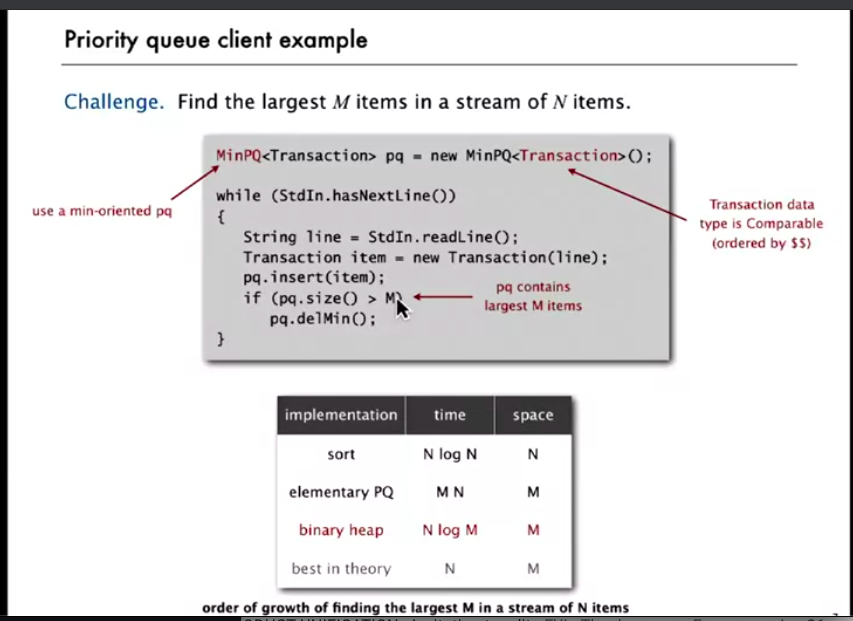 Priority queue client example
Challenge. Find the largest M items in a stream of N items.
MinPQ<Transaction> pq = new MinPQ<Transaction>();
use a min-oriented pq
while (StdIn.hasNextLine())
{
String line = StdIn.readLine();
Transaction item = new Transaction(line);
pq.insert(item);
if (pq.size() > M)
pq.delMin();
}
pq contains
largest M items
Transaction data
type is Comparable
(ordered by $$)
implementation time space
sort N log N N
elementary PQ M N M
binary heap N log M M
best in theory N M
order of growth of finding the largest M in a stream of N items